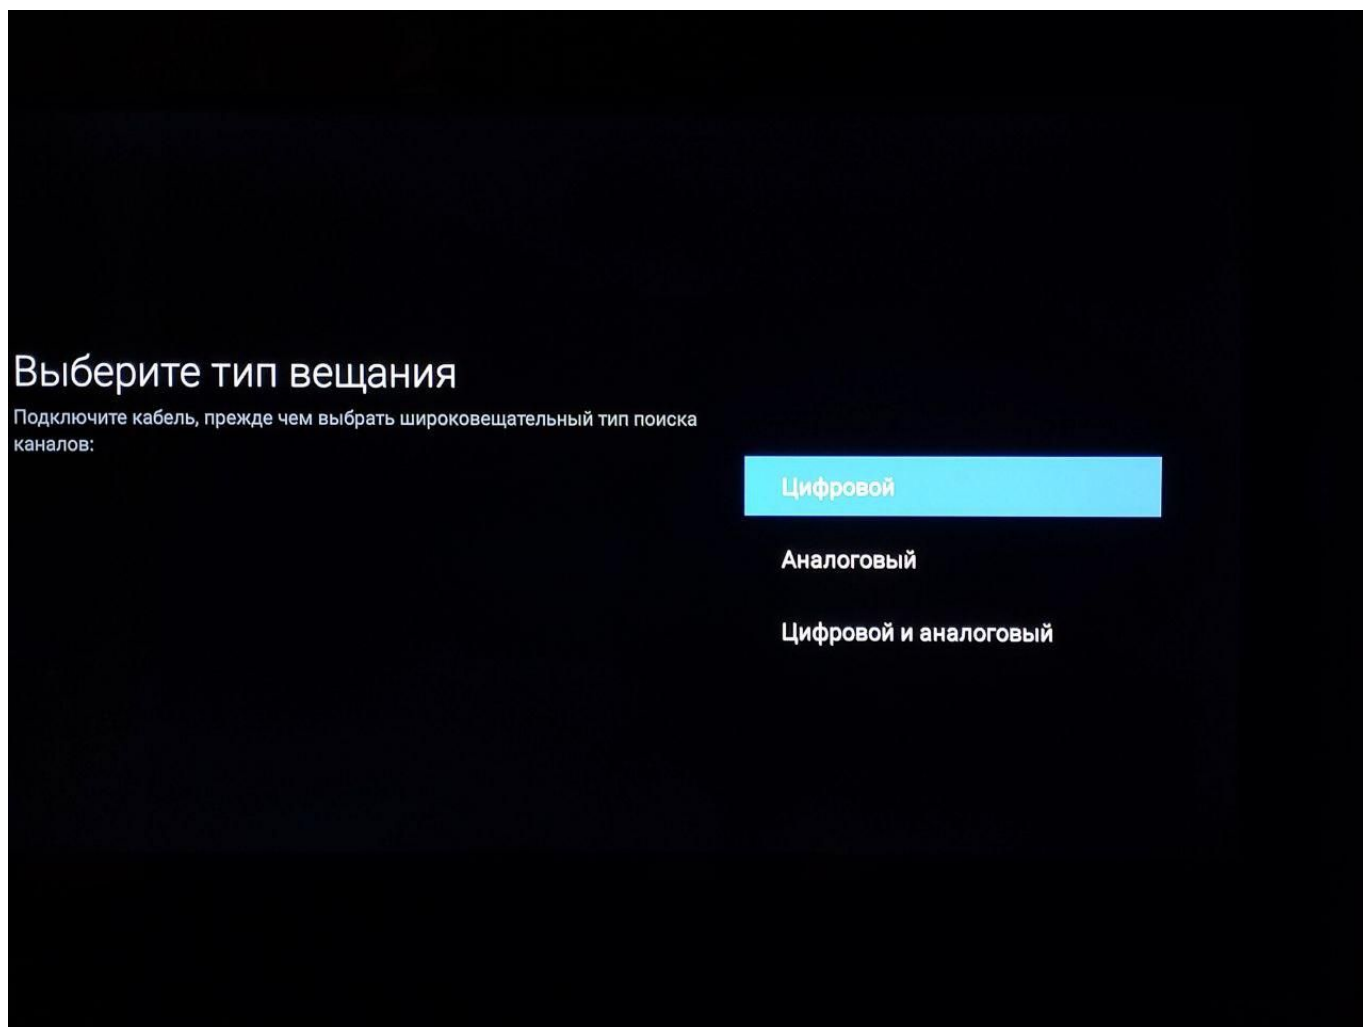 Выберите тип вещания
Подключите кабель, прежде чем выбрать широковещательный тип поиска
каналов:
Цифровой
Аналоговый
Цифровой и аналоговый